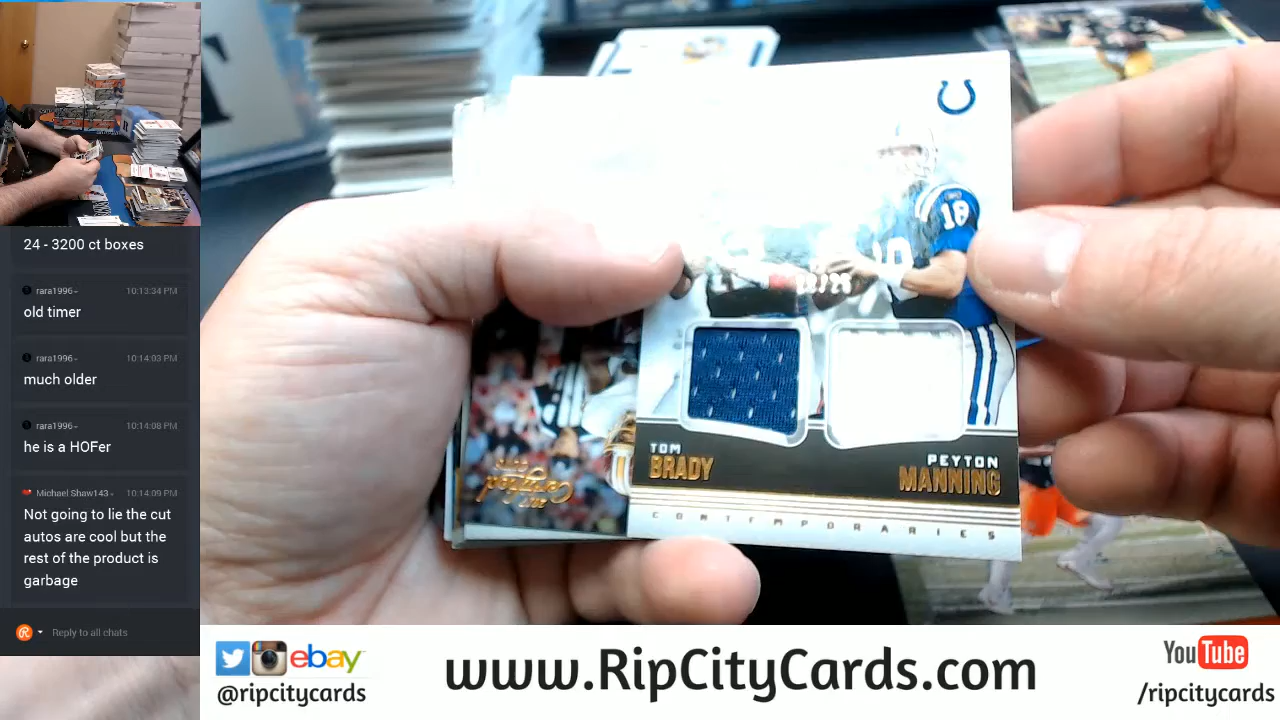 24 - 3200 ct boxes
rara1996- 10:13:34 PM
old timer
rara1996- 10:14:03 PM
much older
rara1996- 10:14:08 PM
he is a HOFer
Michael Shaw143- 10:14:09 PM
Not going to lie the cut
autos are cool but the
rest of the product is
garbage
Reply to all chats
18
TOM
BRADY
PEYTON
MANNING
CONTEMPORARIES
ebay
@ripcitycards
www.RipCityCards.com
YouTube
/ripcitycards